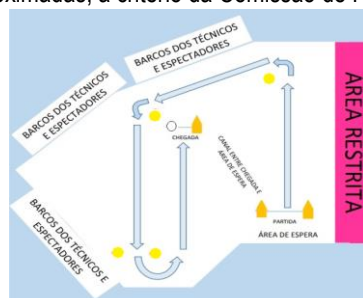 oximadas, a critério da Comissão de
BARCOS DOS TÉCNICOS
E ESPECTADORES
BARCOS DOS TÉCNICOS
E ESPECTADORES
CHEGADA
CANAL ENTRE CHEGADA E
ÁREA DE ESPERA
ÁREA RESTRITA
BARCOS DOS TÉCNICOS E
ESPECTADORES
PARTIDA
ÁREA DE ESPERA